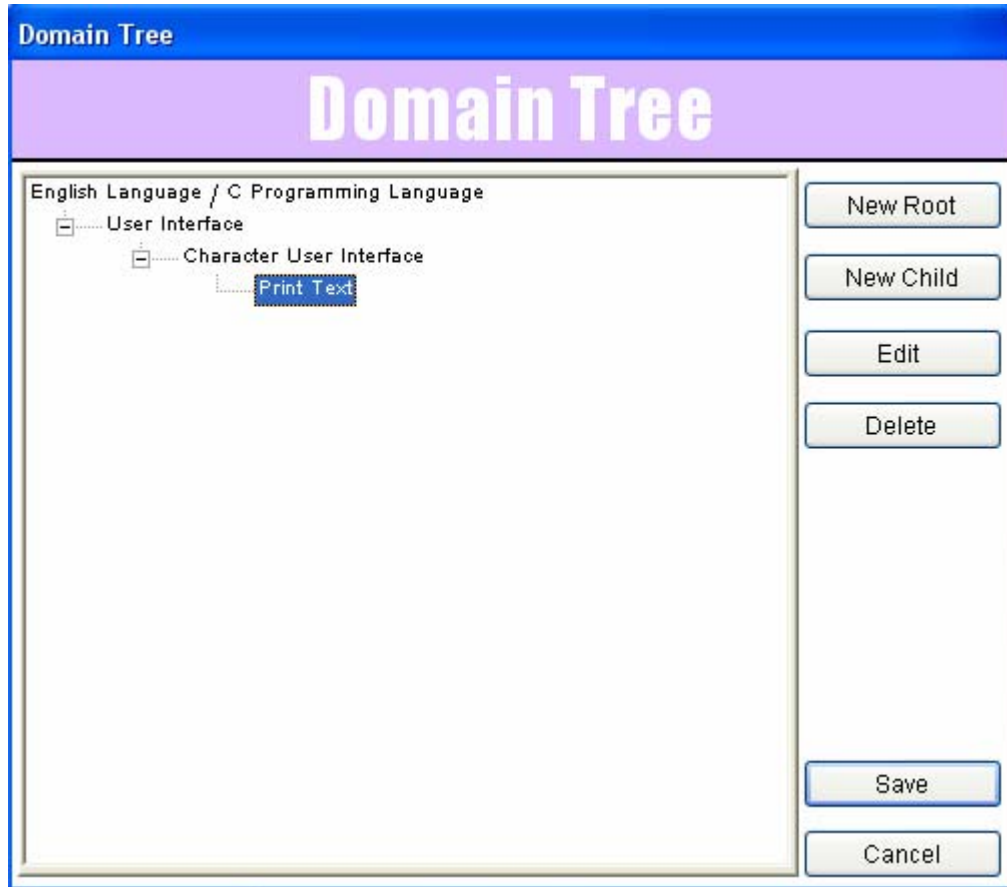 Domain Tree
Domain Tree
English Language / C Programming Language
User Interface
Character User Interface
Print Text
New Root
New Child
Edit
Delete
Save
Cancel